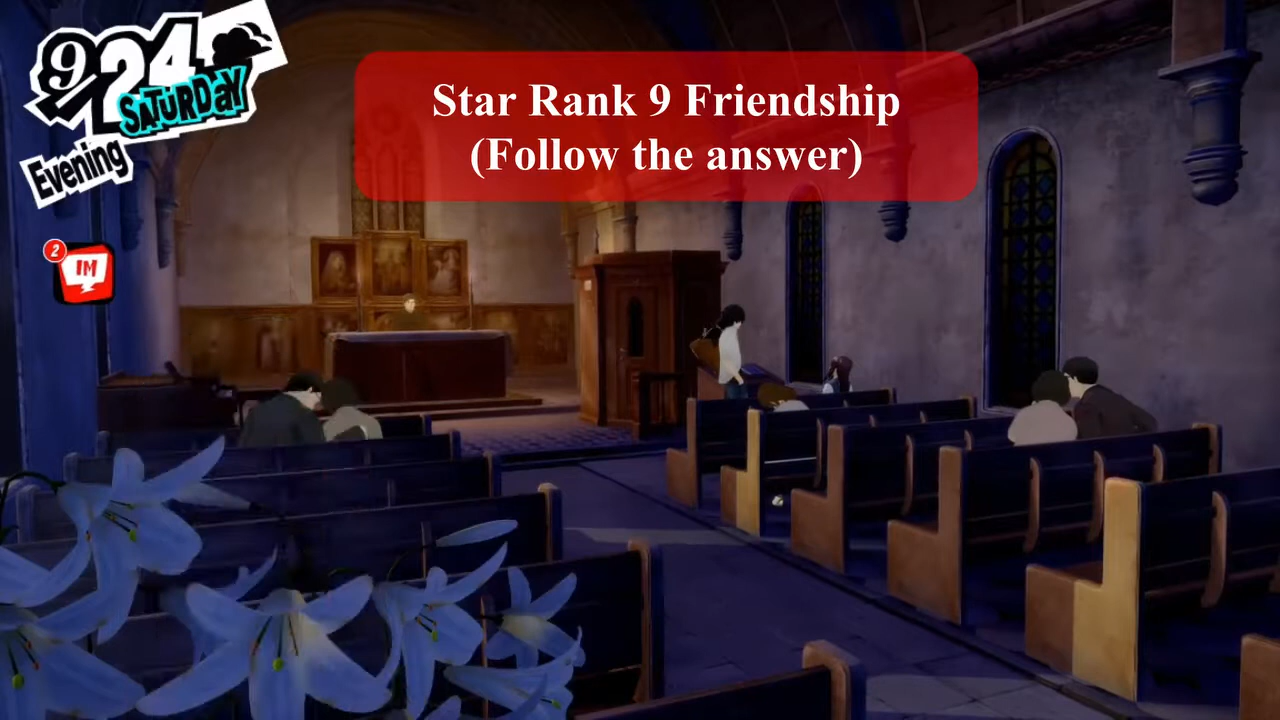 9/24
SATURDAY
Evening
Star Rank 9 Friendship
(Follow the answer)
2
IM